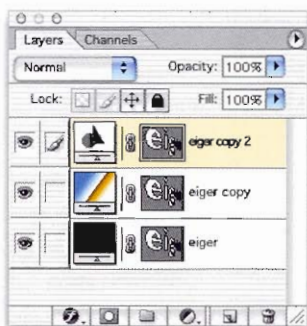 Layers Channels
Normal Opacity: 100%
Lock: Fill: 100%
eiger copy 2
eiger copy
eiger